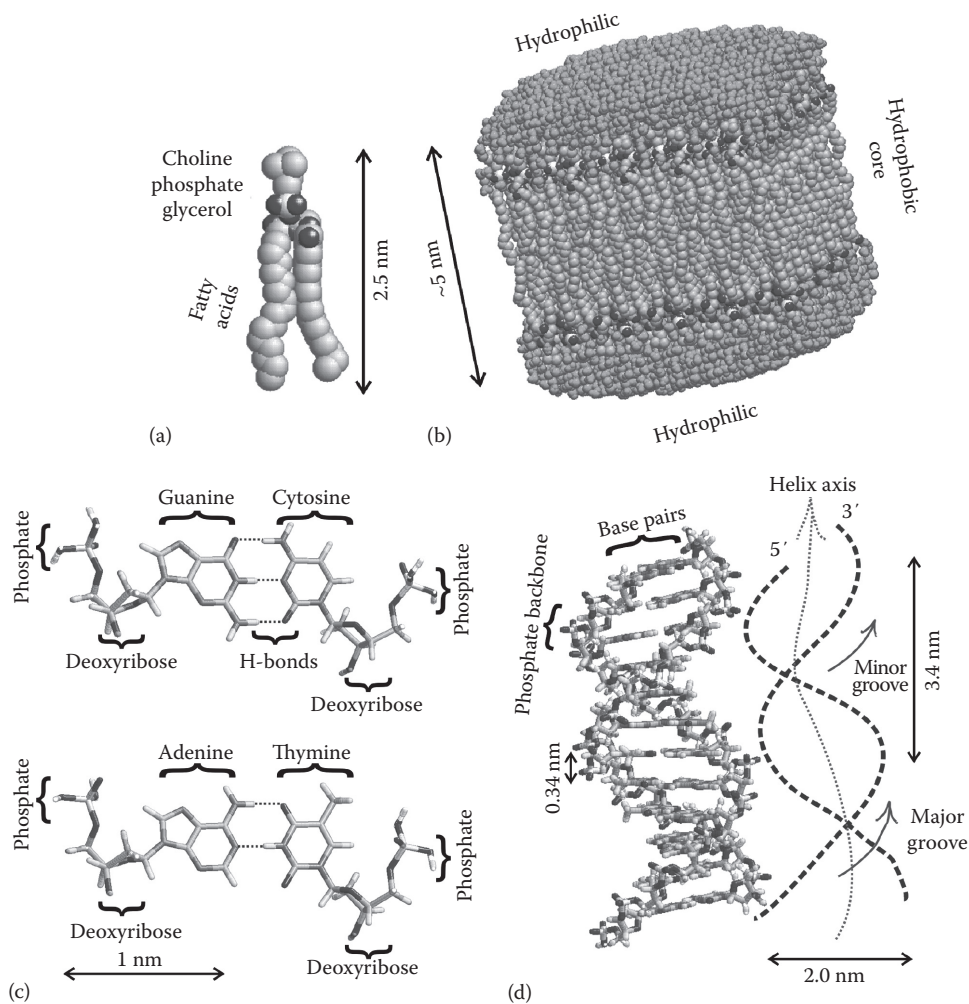 Hydrophilic
Choline
phosphate
glycerol
Fatty
acids
2.5 nm
~5 nm
Hydrophobic
core
Hydrophilic
(a)
(b)
Guanine
Cytosine
Phosphate
Phosphate
Deoxyribose
H-bonds
Deoxyribose
Adenine
Thymine
Phosphate
Phosphate
Deoxyribose
1 nm
Deoxyribose
(c)
Helix axis
Base pairs
5′
3′
Phosphate backbone
Minor
groove
3.4 nm
0.34 nm
Major
groove
2.0 nm
(d)